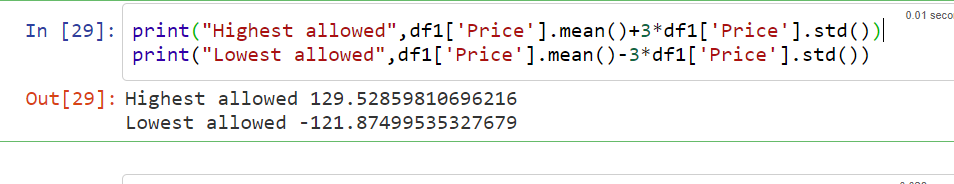 0.01 seco
In [29]: print("Highest allowed",df1['Price'].mean()+3*df1['Price'].std())
print("Lowest allowed",df1['Price'].mean()-3*df1['Price'].std())
Out[29]: Highest allowed 129.52859810696216
Lowest allowed -121.87499535327679